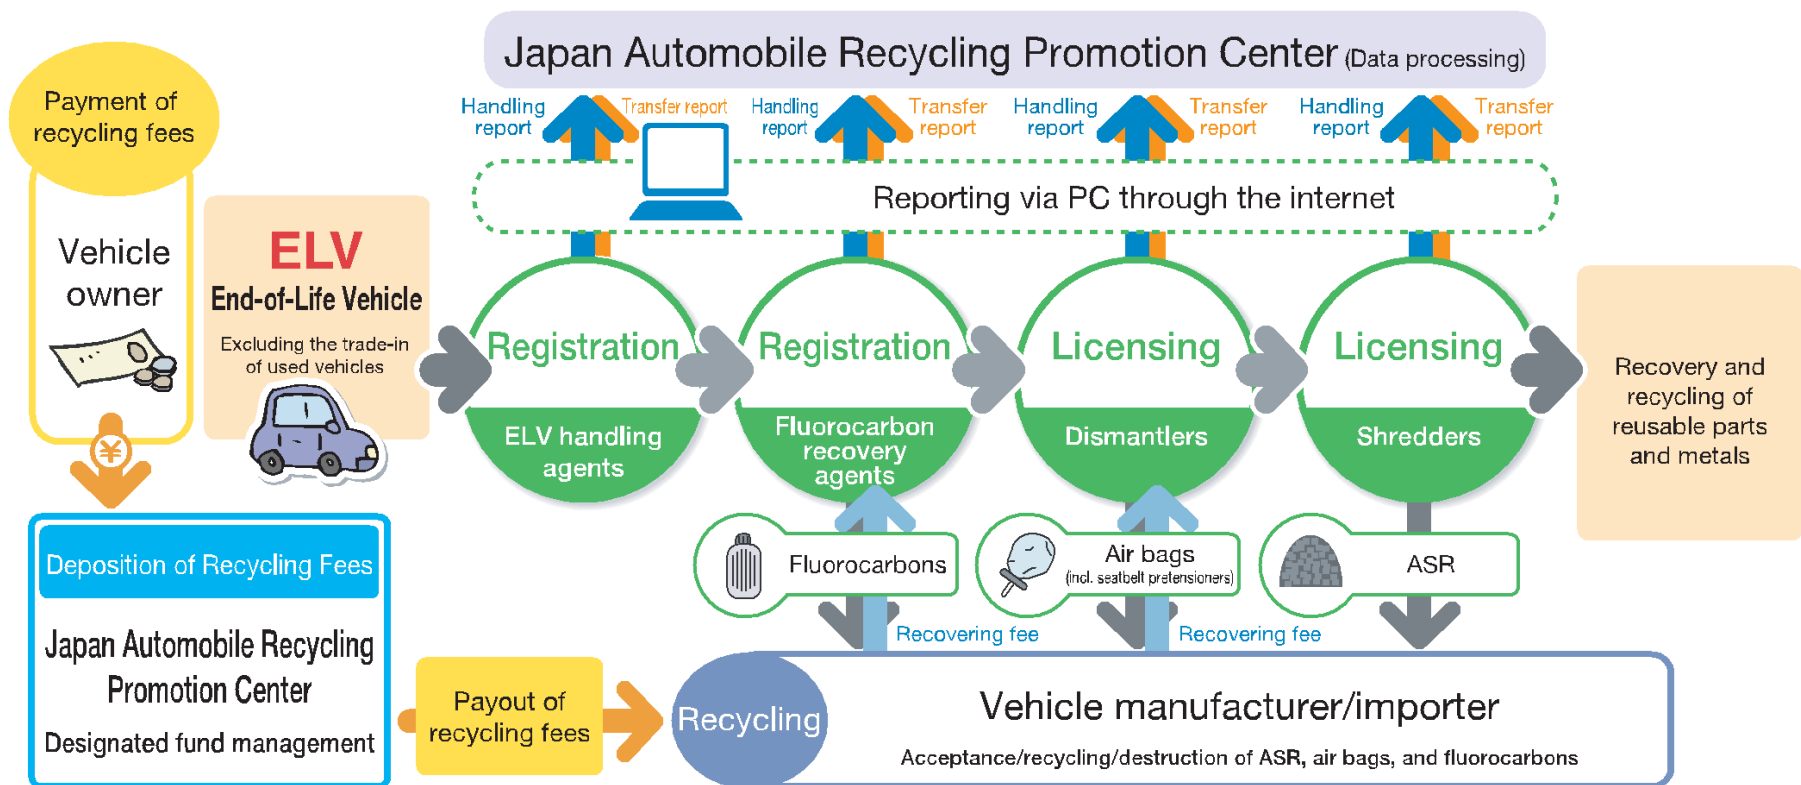 Japan Automobile Recycling Promotion Center (Data processing)
Payment of
recycling fees
Handling
report
Transfer report
Handling
report
Transfer
report
Handling
report
Transfer
report
Handling
report
Transfer
report
Reporting via PC through the internet
Vehicle
owner
¥
ELV
End-of-Life Vehicle
Excluding the trade-in
of used vehicles
Registration
ELV handling
agents
Registration
Fluorocarbon
recovery
agents
Licensing
Dismantlers
Licensing
Shredders
Recovery and
recycling of
reusable parts
and metals
Fluorocarbons
Air bags
(incl. seatbelt pretensioners)
ASR
Recovering fee
Recovering fee
Deposition of Recycling Fees
Japan Automobile Recycling
Promotion Center
Designated fund management
Payout of
recycling fees
Recycling
Vehicle manufacturer/importer
Acceptance/recycling/destruction of ASR, air bags, and fluorocarbons